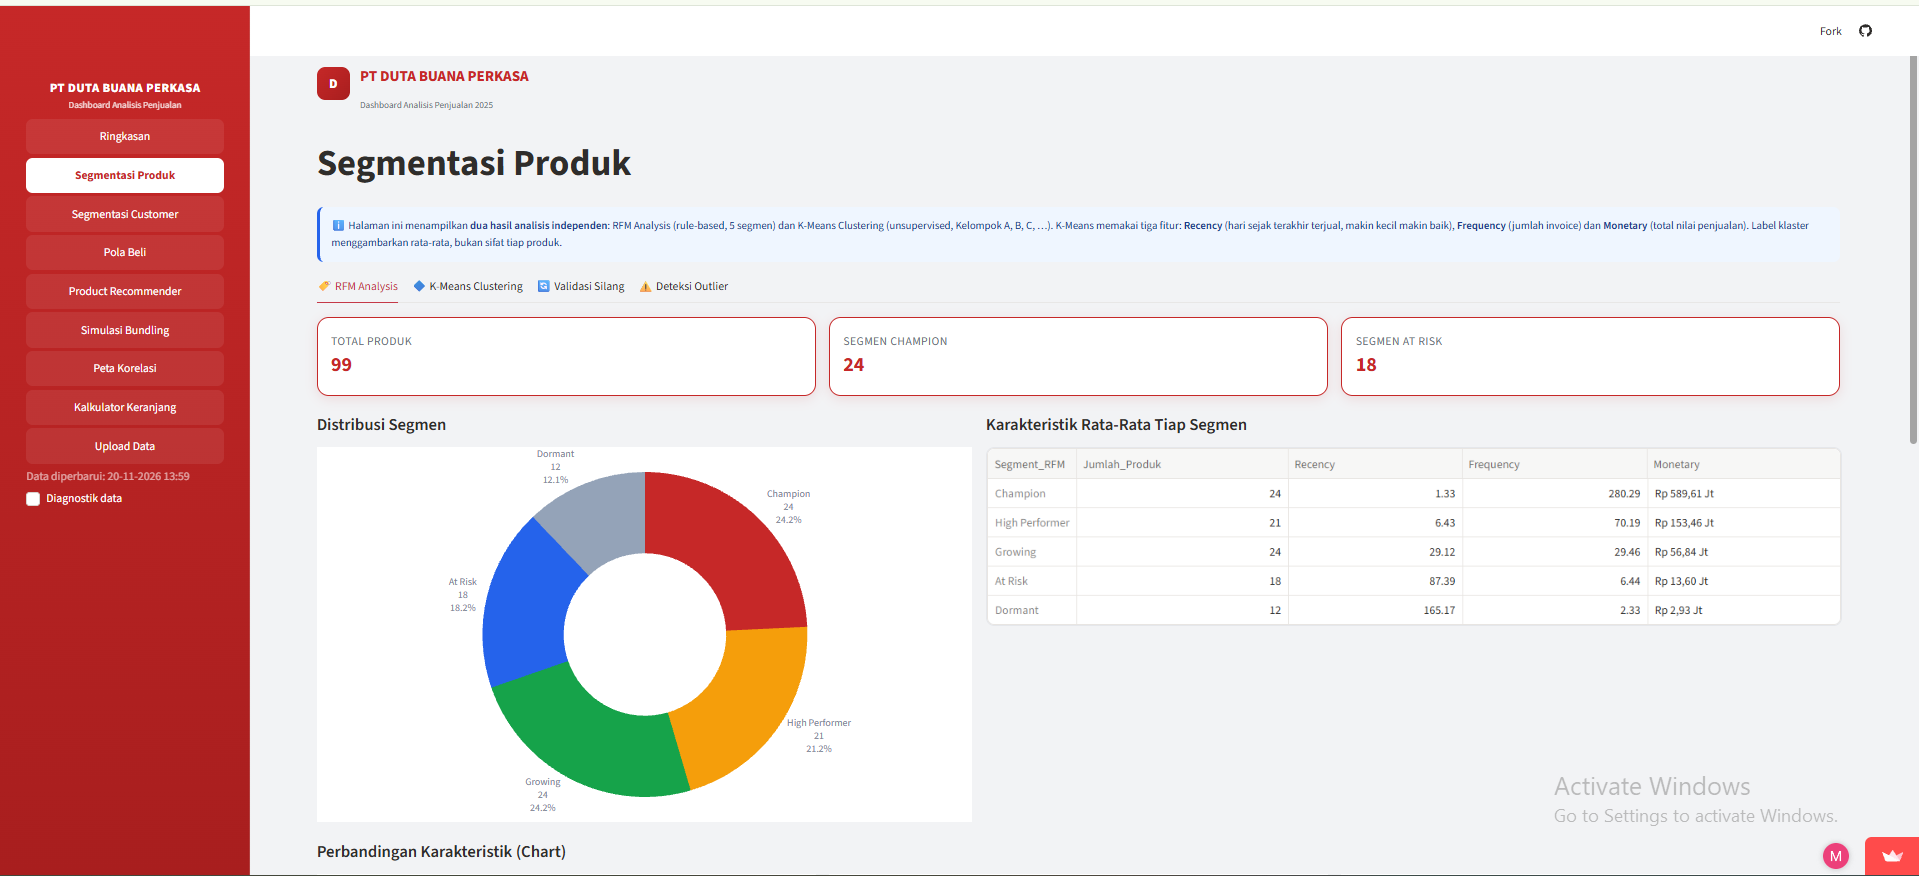 Fork
PT DUTA BUANA PERKASA
Dashboard Analisis Penjualan
Ringkasan
Segmentasi Produk
Segmentasi Customer
Pola Beli
Product Recommender
Simulasi Bundling
Peta Korelasi
Kalkulator Keranjang
Upload Data
Data diperbarui: 20-11-2026 13:59
Diagnostik data
D
PT DUTA BUANA PERKASA
Dashboard Analisis Penjualan 2025
Segmentasi Produk
Halaman ini menampilkan dua hasil analisis independen: RFM Analysis (rule-based, 5 segmen) dan K-Means Clustering (unsupervised, Kelompok A, B, C, …). K-Means memakai tiga fitur: Recency (hari sejak terakhir terjual, makin kecil makin baik), Frequency (jumlah invoice) dan Monetary (total nilai penjualan). Label klaster
menggambarkan rata-rata, bukan sifat tiap produk.
RFM Analysis K-Means Clustering Validasi Silang Deteksi Outlier
TOTAL PRODUK
99
SEGMEN CHAMPION
24
SEGMEN AT RISK
18
Distribusi Segmen
Dormant
12
12.1%
Champion
24
24.2%
At Risk
18
18.2%
High Performer
21
21.2%
Growing
24
24.2%
Karakteristik Rata-Rata Tiap Segmen
Segment_RFM Jumlah_Produk Recency Frequency Monetary
Champion 24 1.33 280.29 Rp 589,61 Jt
High Performer 21 6.43 70.19 Rp 153,46 Jt
Growing 24 29.12 29.46 Rp 56,84 Jt
At Risk 18 87.39 6.44 Rp 13,60 Jt
Dormant 12 165.17 2.33 Rp 2,93 Jt
Perbandingan Karakteristik (Chart)
Activate Windows
Go to Settings to activate Windows.
M